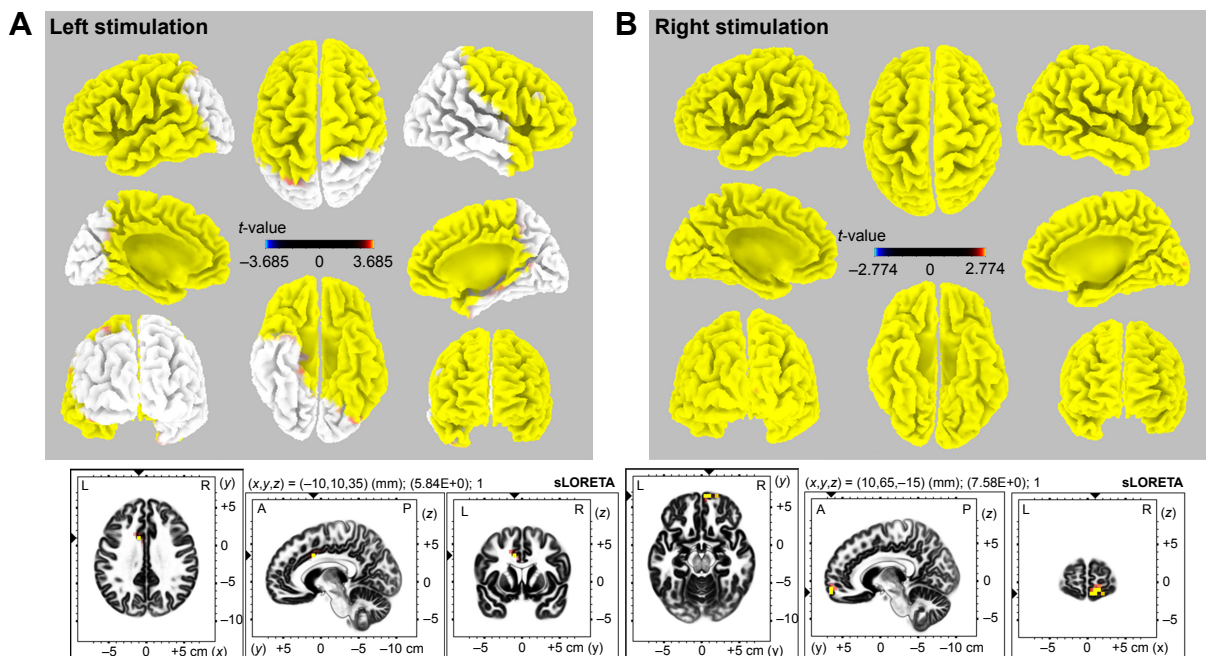 A Left stimulation
t-value
–3.685 0 3.685
(x,y,z) = (–10,10,35) (mm); (5.84E+0); 1 sLORETA
L R (y)
+5
0
–5
–10
–5 0 +5 cm (x)
A P (z)
+5
0
–5
(y) +5 0 –5 –10 cm
L R (z)
+5
0
–5
–5 0 +5 cm (y)
B Right stimulation
t-value
–2.774 0 2.774
(x,y,z) = (10,65,–15) (mm); (7.58E+0); 1 sLORETA
L R (y)
+5
0
–5
–10
–5 0 +5 cm (y)
A P (z)
+5
0
–5
(y) +5 0 –5 –10 cm
L R (z)
+5
0
–5
–5 0 +5 cm (x)